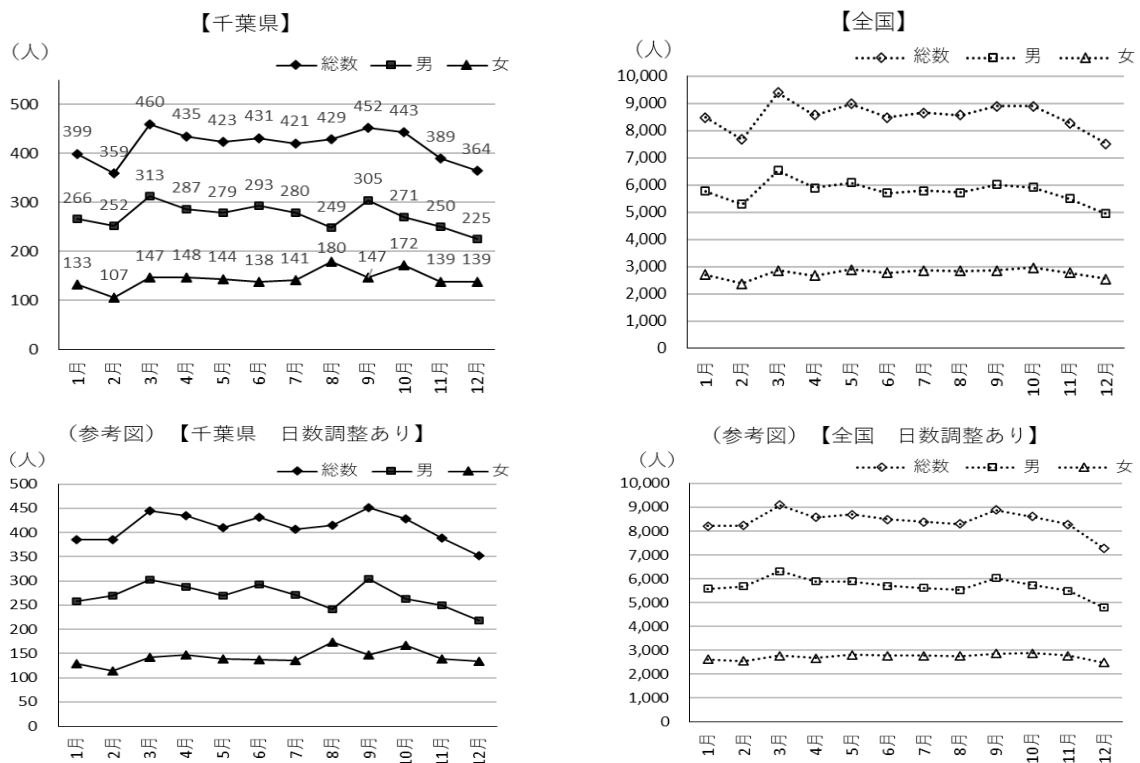 【千葉県】
(人)
総数 男 女
500
400
300
200
100
0
399 359 460 435 423 431 421 429 452 443 389 364
266 252 313 287 279 293 280 249 305 271 250 225
133 107 147 148 144 138 141 180 147 172 139 139
1月 2月 3月 4月 5月 6月 7月 8月 9月 10月 11月 12月
【全国】
(人)
総数 男 女
10,000
9,000
8,000
7,000
6,000
5,000
4,000
3,000
2,000
1,000
0
1月 2月 3月 4月 5月 6月 7月 8月 9月 10月 11月 12月
(参考図) 【千葉県 日数調整あり】
(人)
総数 男 女
500
450
400
350
300
250
200
150
100
50
0
1月 2月 3月 4月 5月 6月 7月 8月 9月 10月 11月 12月
(参考図) 【全国 日数調整あり】
(人)
総数 男 女
10,000
9,000
8,000
7,000
6,000
5,000
4,000
3,000
2,000
1,000
0
1月 2月 3月 4月 5月 6月 7月 8月 9月 10月 11月 12月